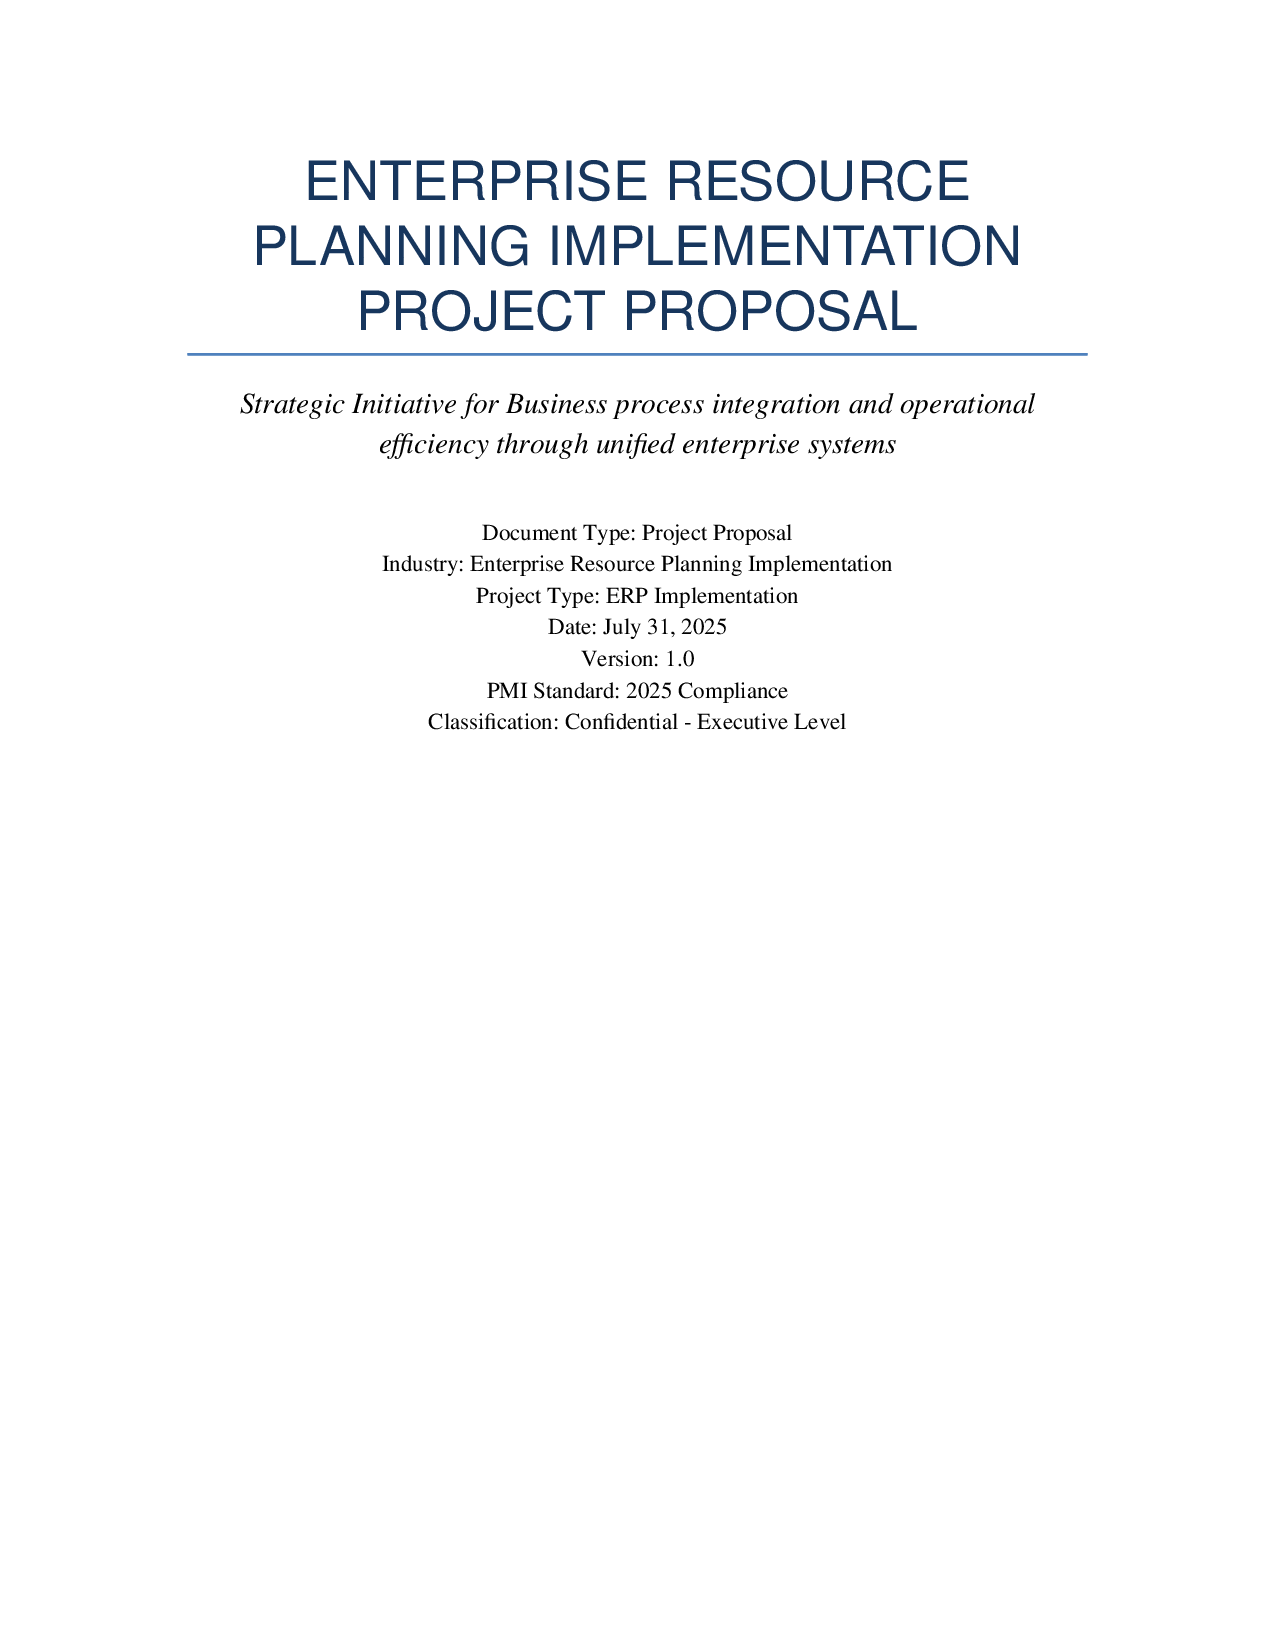 ENTERPRISE RESOURCE
PLANNING IMPLEMENTATION
PROJECT PROPOSAL
Strategic Initiative for Business process integration and operational
efficiency through unified enterprise systems
Document Type: Project Proposal
Industry: Enterprise Resource Planning Implementation
Project Type: ERP Implementation
Date: July 31, 2025
Version: 1.0
PMI Standard: 2025 Compliance
Classification: Confidential - Executive Level